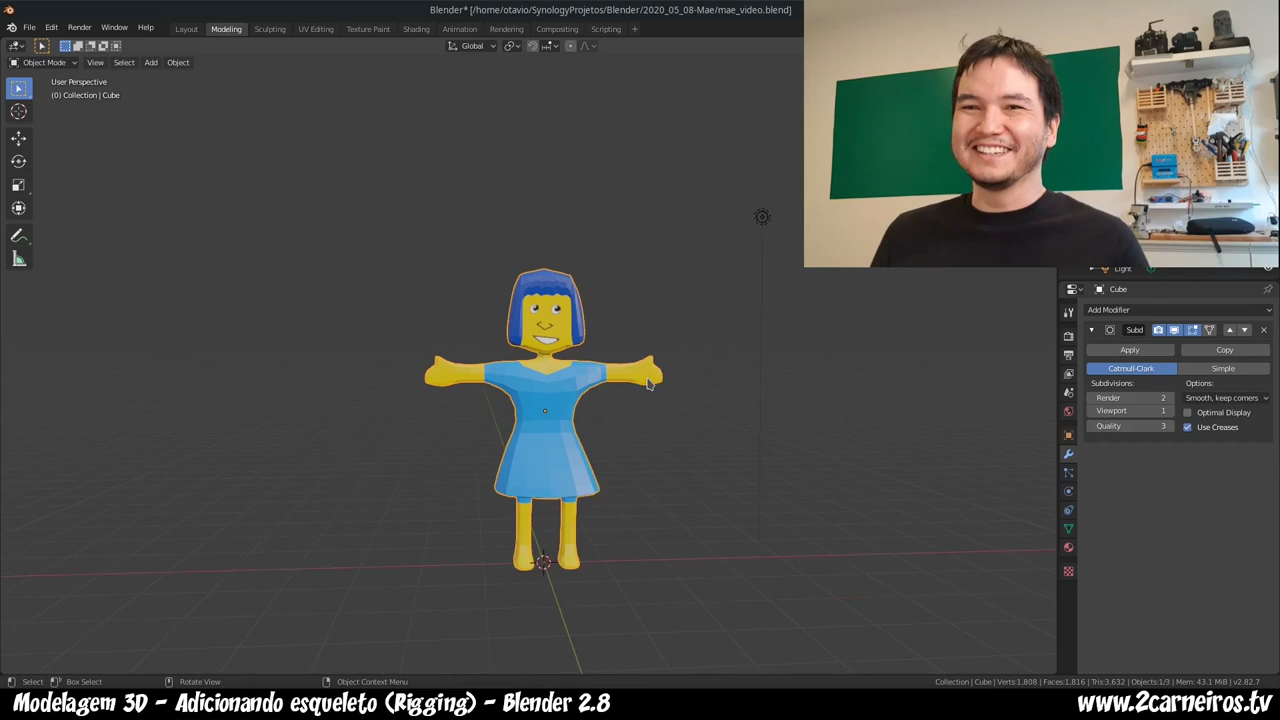 Blender* [/home/otavio/SynologyProjetos/Blender/2020_05_08-Mae/mae_video.blend]
File Edit Render Window Help Layout Modeling Sculpting UV Editing Texture Paint Shading Animation Rendering Compositing Scripting +
Global
Object Mode View Select Add Object
User Perspective
(0) Collection | Cube
Light
Cube
Add Modifier
Subd
Apply Copy
Catmull-Clark Simple
Subdivisions: Options:
Render 2 Smooth, keep corners
Viewport 1 Optimal Display
Quality 3 Use Creases
Select Box Select Rotate View Object Context Menu Collection | Cube | Verts:1,808 | Faces:1,816 | Tris:3,632 | Objects:1/3 | Mem: 43.1 MiB | v2.82.7
Modelagem 3D - Adicionando esqueleto (Rigging) - Blender 2.8 www.2carneiros.tv